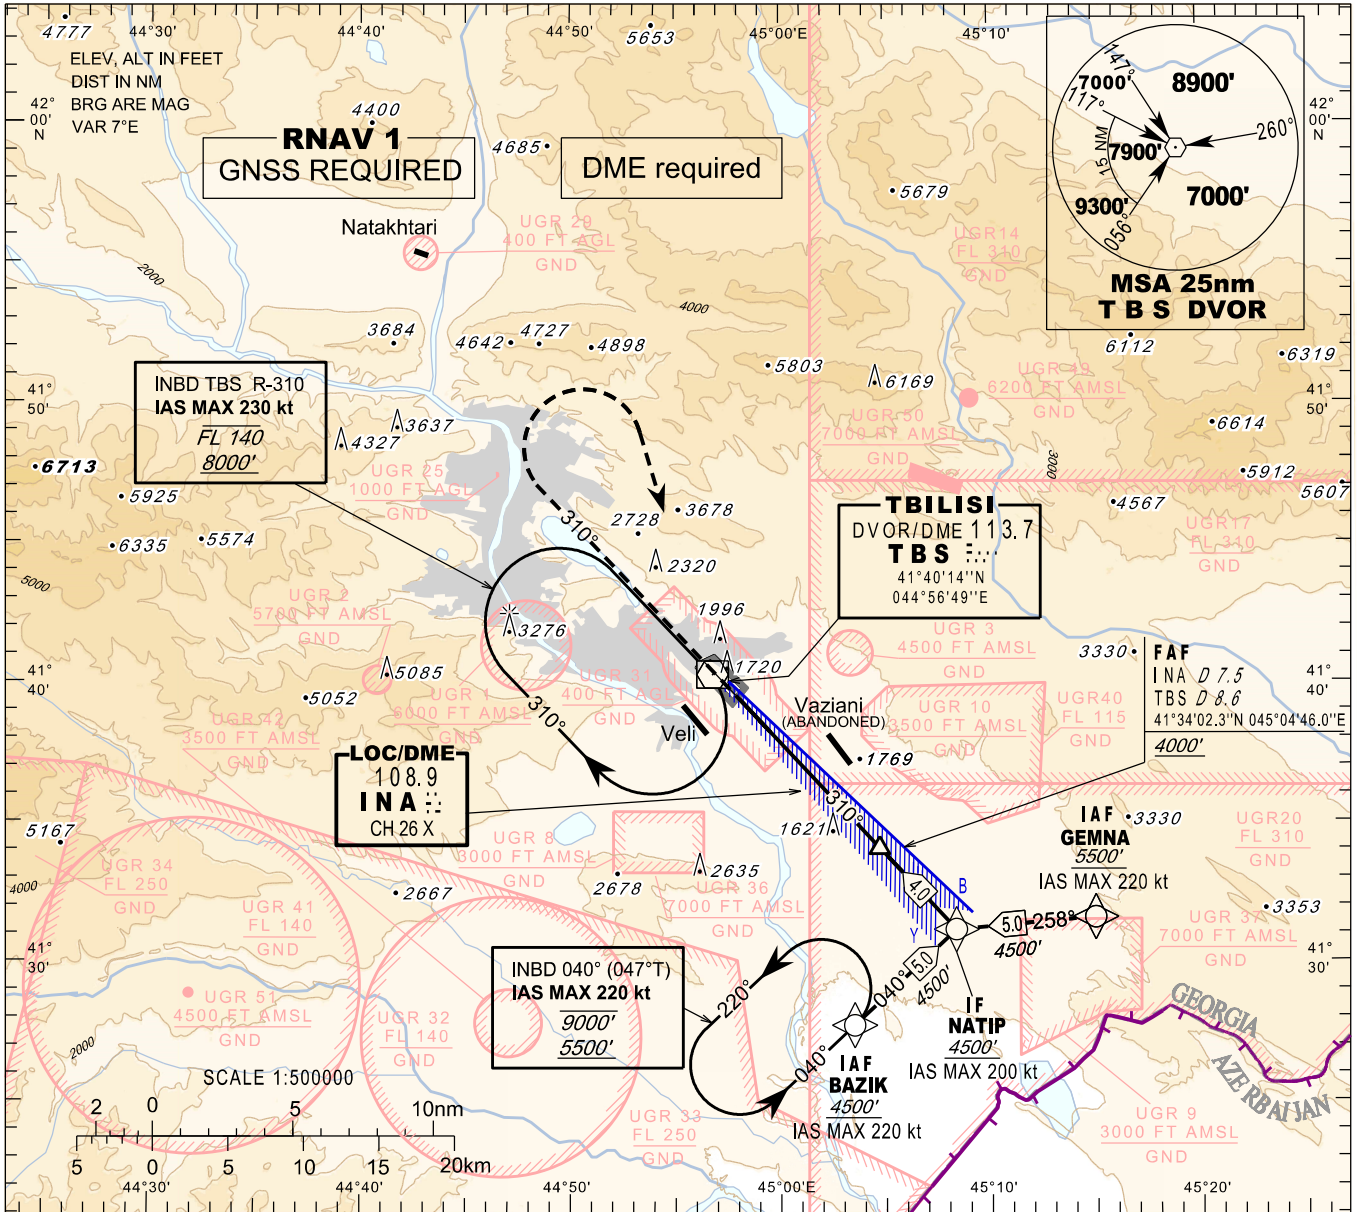 4777
44°30'
44°40'
44°50'
5653
45°00'E
45°10'
ELEV, ALT IN FEET
DIST IN NM
BRG ARE MAG
VAR 7°E
42°
00'
N
4400
RNAV 1
GNSS REQUIRED
4685
DME required
5679
147°
7000'
117°
8900'
260°
15 NM
7900'
7000'
9300'
056°
MSA 25nm
TBS DVOR
42°
00'
N
Natakhtari
UGR 29
400 FT AGL
GND
UGR14
FL 310
GND
2000
4000
3684
4642
4727
4898
5803
6169
6112
6319
UGR 49
6200 FT AMSL
GND
41°
50'
INBD TBS R-310
IAS MAX 230 kt
FL 140
8000'
3637
4327
UGR 50
7000 FT AMSL
GND
3000
6614
41°
50'
6713
5925
UGR 25
1000 FT AGL
GND
5912
5607
4567
6335
5574
310°
2728
3678
2320
TBILISI
DVOR/DME 113.7
TBS
41°40'14"N
044°56'49"E
UGR17
FL 310
GND
5000
UGR 2
5700 FT AMSL
GND
3276
1996
1720
UGR 3
4500 FT AMSL
GND
3330
FAF
INA D 7.5
TBS D 8.6
41°34'02.3"N 045°04'46.0"E
4000'
41°
40'
5085
5052
UGR 1
6000 FT AMSL
GND
UGR 31
400 FT AGL
GND
310°
Veli
Vaziani
(ABANDONED)
UGR 10
3500 FT AMSL
GND
UGR40
FL 115
GND
41°
40'
UGR 42
3500 FT AMSL
GND
LOC/DME
108.9
INA
CH 26 X
1769
310°
1621
IAF
GEMNA
5500'
IAS MAX 220 kt
3330
UGR20
FL 310
GND
5167
UGR 34
FL 250
GND
4000
UGR 8
3000 FT AMSL
GND
2667
2678
2635
UGR 36
7000 FT AMSL
GND
4.0
B
Y
5.0
258°
4500'
3353
UGR 37
7000 FT AMSL
GND
UGR 41
FL 140
GND
41°
30'
INBD 040° (047°T)
IAS MAX 220 kt
9000'
5500'
220°
040°
040°
5.0
4500'
IF
NATIP
4500'
IAS MAX 200 kt
41°
30'
UGR 51
4500 FT AMSL
GND
UGR 32
FL 140
GND
2000
IAF
BAZIK
4500'
IAS MAX 220 kt
GEORGIA
AZERBAIJAN
SCALE 1:500000
2 0 5 10nm
5 0 5 10 15 20km
UGR 33
FL 250
GND
UGR 9
3000 FT AMSL
GND
44°30'
44°40'
44°50'
45°00'E
45°10'
45°20'